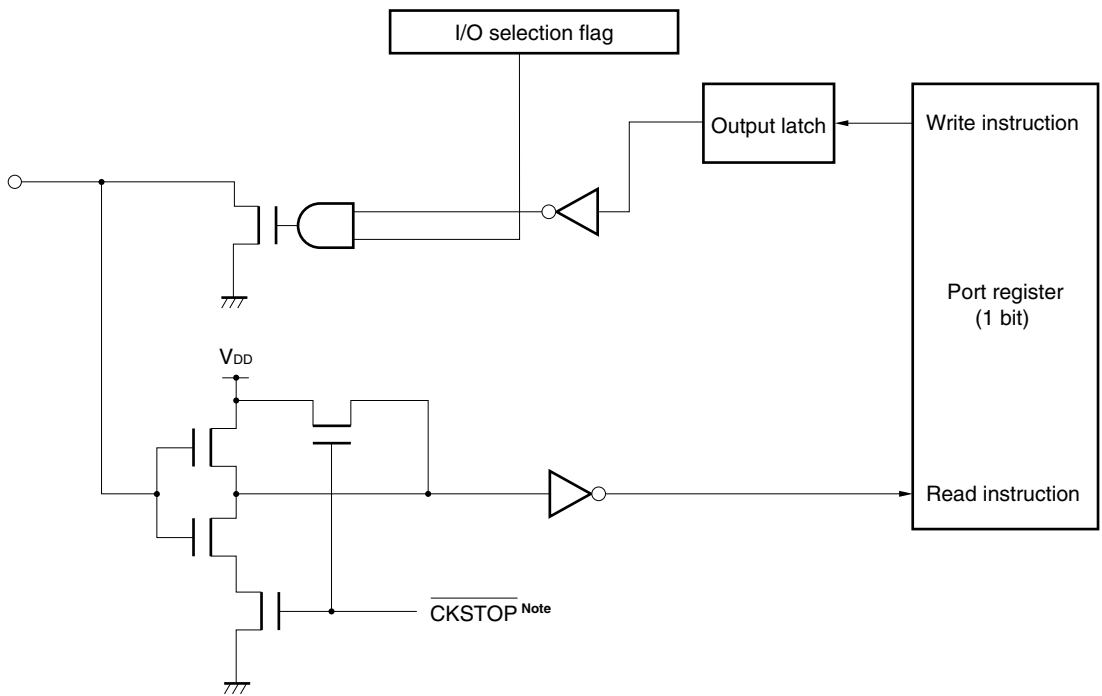 I/O selection flag
Output latch
Write instruction
Port register
(1 bit)
VDD
Read instruction
CKSTOP Note